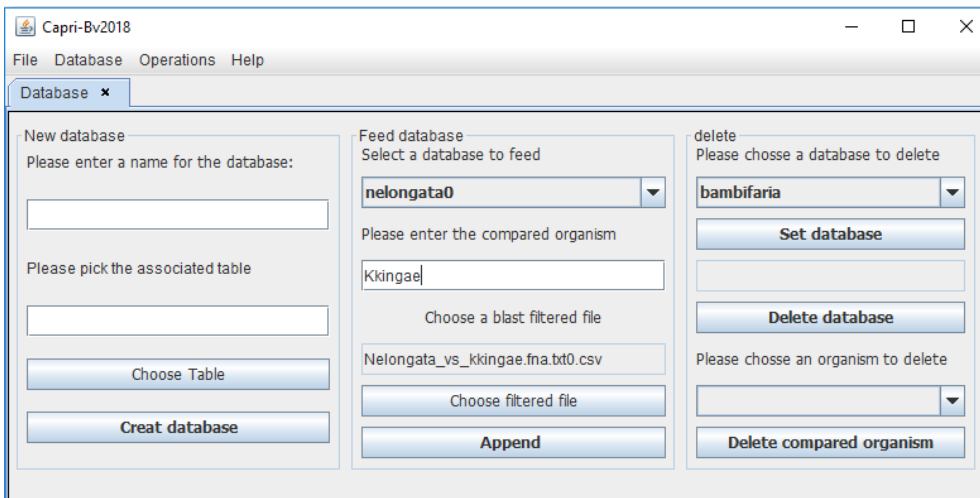 Capri-Bv2018
File Database Operations Help
Database
New database
Please enter a name for the database:
Please pick the associated table
Choose Table
Creat database
Feed database
Select a database to feed
nelongata0
Please enter the compared organism
Kkingae
Choose a blast filtered file
Nelongata_vs_kkingae.fna.txt0.csv
Choose filtered file
Append
delete
Please chosse a database to delete
bambifaria
Set database
Delete database
Please chosse an organism to delete
Delete compared organism